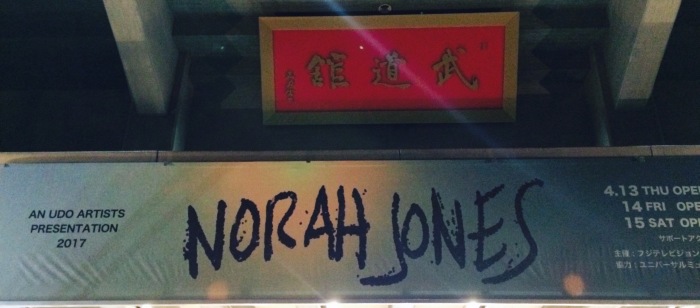 武道館
AN UDO ARTISTS
PRESENTATION
2017
NORAH JONES
4.13 THU OPE
14 FRI OPE
15 SAT OP
サポートアク
主催：フジテレビジョン
協力：ユニバーサルミュ